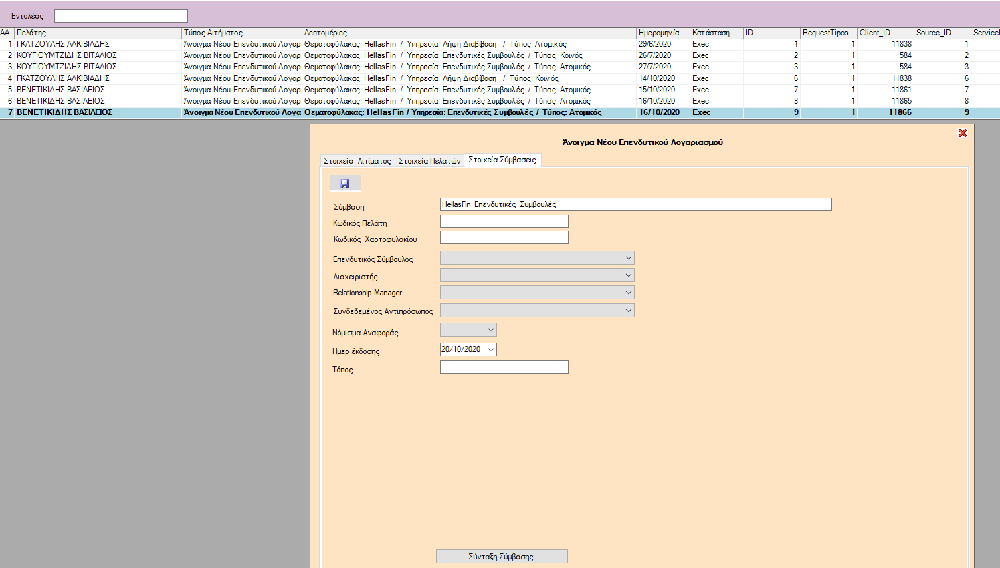 Εντολέας
ΑΑ Πελάτης Τύπος Αιτήματος Λεπτομέριες Ημερομηνία Κατάσταση ID RequestTipos Client_ID Source_ID ServiceI
1 ΓΚΑΤΖΟΥΛΗΣ ΑΛΚΙΒΙΑΔΗΣ Άνοιγμα Νέου Επενδυτικού Λογαρ Θεματοφύλακας: HellasFin / Υπηρεσία: Λήψη Διαβίβαση / Τύπος: Ατομικός 29/6/2020 Exec 1 1 11838 1
2 ΚΟΥΓΙΟΥΜΤΖΙΔΗΣ ΒΙΤΑΛΙΟΣ Άνοιγμα Νέου Επενδυτικού Λογαρ Θεματοφύλακας: HellasFin / Υπηρεσία: Επενδυτικές Συμβουλές / Τύπος: Κοινός 26/7/2020 Exec 2 1 584 2
3 ΚΟΥΓΙΟΥΜΤΖΙΔΗΣ ΒΙΤΑΛΙΟΣ Άνοιγμα Νέου Επενδυτικού Λογαρ Θεματοφύλακας: HellasFin / Υπηρεσία: Επενδυτικές Συμβουλές / Τύπος: Ατομικός 27/7/2020 Exec 3 1 584 3
4 ΓΚΑΤΖΟΥΛΗΣ ΑΛΚΙΒΙΑΔΗΣ Άνοιγμα Νέου Επενδυτικού Λογαρ Θεματοφύλακας: HellasFin / Υπηρεσία: Λήψη Διαβίβαση / Τύπος: Κοινός 14/10/2020 Exec 6 1 11838 6
5 ΒΕΝΕΤΙΚΙΔΗΣ ΒΑΣΙΛΕΙΟΣ Άνοιγμα Νέου Επενδυτικού Λογαρ Θεματοφύλακας: HellasFin / Υπηρεσία: Επενδυτικές Συμβουλές / Τύπος: Ατομικός 15/10/2020 Exec 7 1 11861 7
6 ΒΕΝΕΤΙΚΙΔΗΣ ΒΑΣΙΛΕΙΟΣ Άνοιγμα Νέου Επενδυτικού Λογαρ Θεματοφύλακας: HellasFin / Υπηρεσία: Επενδυτικές Συμβουλές / Τύπος: Ατομικός 16/10/2020 Exec 8 1 11865 8
7 ΒΕΝΕΤΙΚΙΔΗΣ ΒΑΣΙΛΕΙΟΣ Άνοιγμα Νέου Επενδυτικού Λογα Θεματοφύλακας: HellasFin / Υπηρεσία: Επενδυτικές Συμβουλές / Τύπος: Ατομικός 16/10/2020 Exec 9 1 11866 9
Άνοιγμα Νέου Επενδυτικού Λογαριασμού
Στοιχεία Αιτίματος Στοιχεία Πελατών Στοιχεία Σύμβασεις
Σύμβαση HellasFin_Επενδυτικές_Συμβουλές
Κωδικός Πελάτη
Κωδικός Χαρτοφυλακίου
Επενδυτικός Σύμβουλος
Διαχειριστής
Relationship Manager
Συνδεδεμένος Αντιπρόσωπος
Νόμισμα Αναφοράς
Ημερ.έκδοσης 20/10/2020
Τόπος
Σύνταξη Σύμβασης